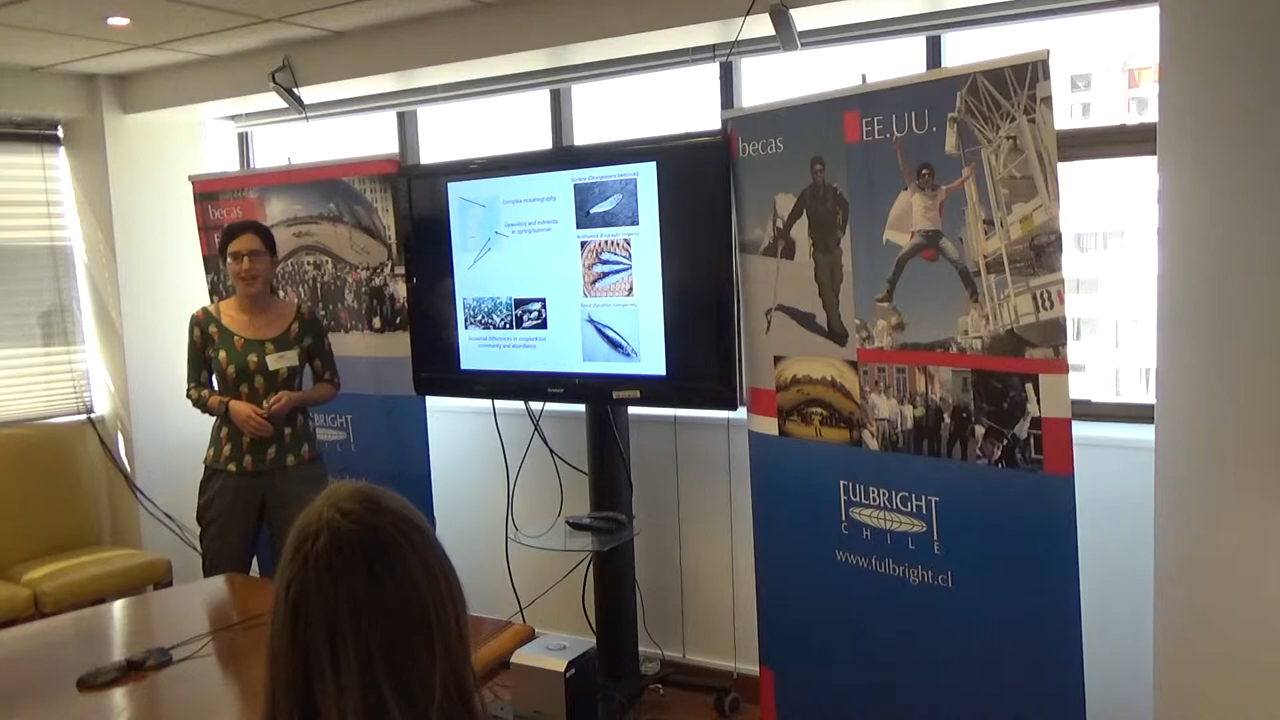 becas
FULBRIGHT
CHILE
Complex oceanography
Upwelling and nutrients
in spring/summer
Seasonal differences in zooplankton
community and abundance
becas
EE.UU.
18
FULBRIGHT
CHILE
www.fulbright.cl